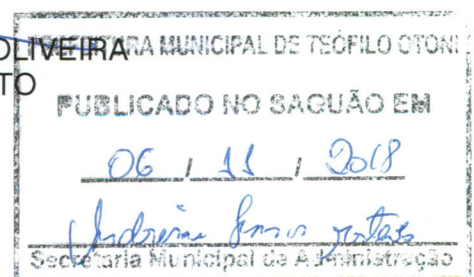 OLIVEIRA
TO
PREFEITURA MUNICIPAL DE TEÓFILO OTONI
PUBLICADO NO SAGUÃO EM
06 / 11 / 2018
Secretaria Municipal de Administração